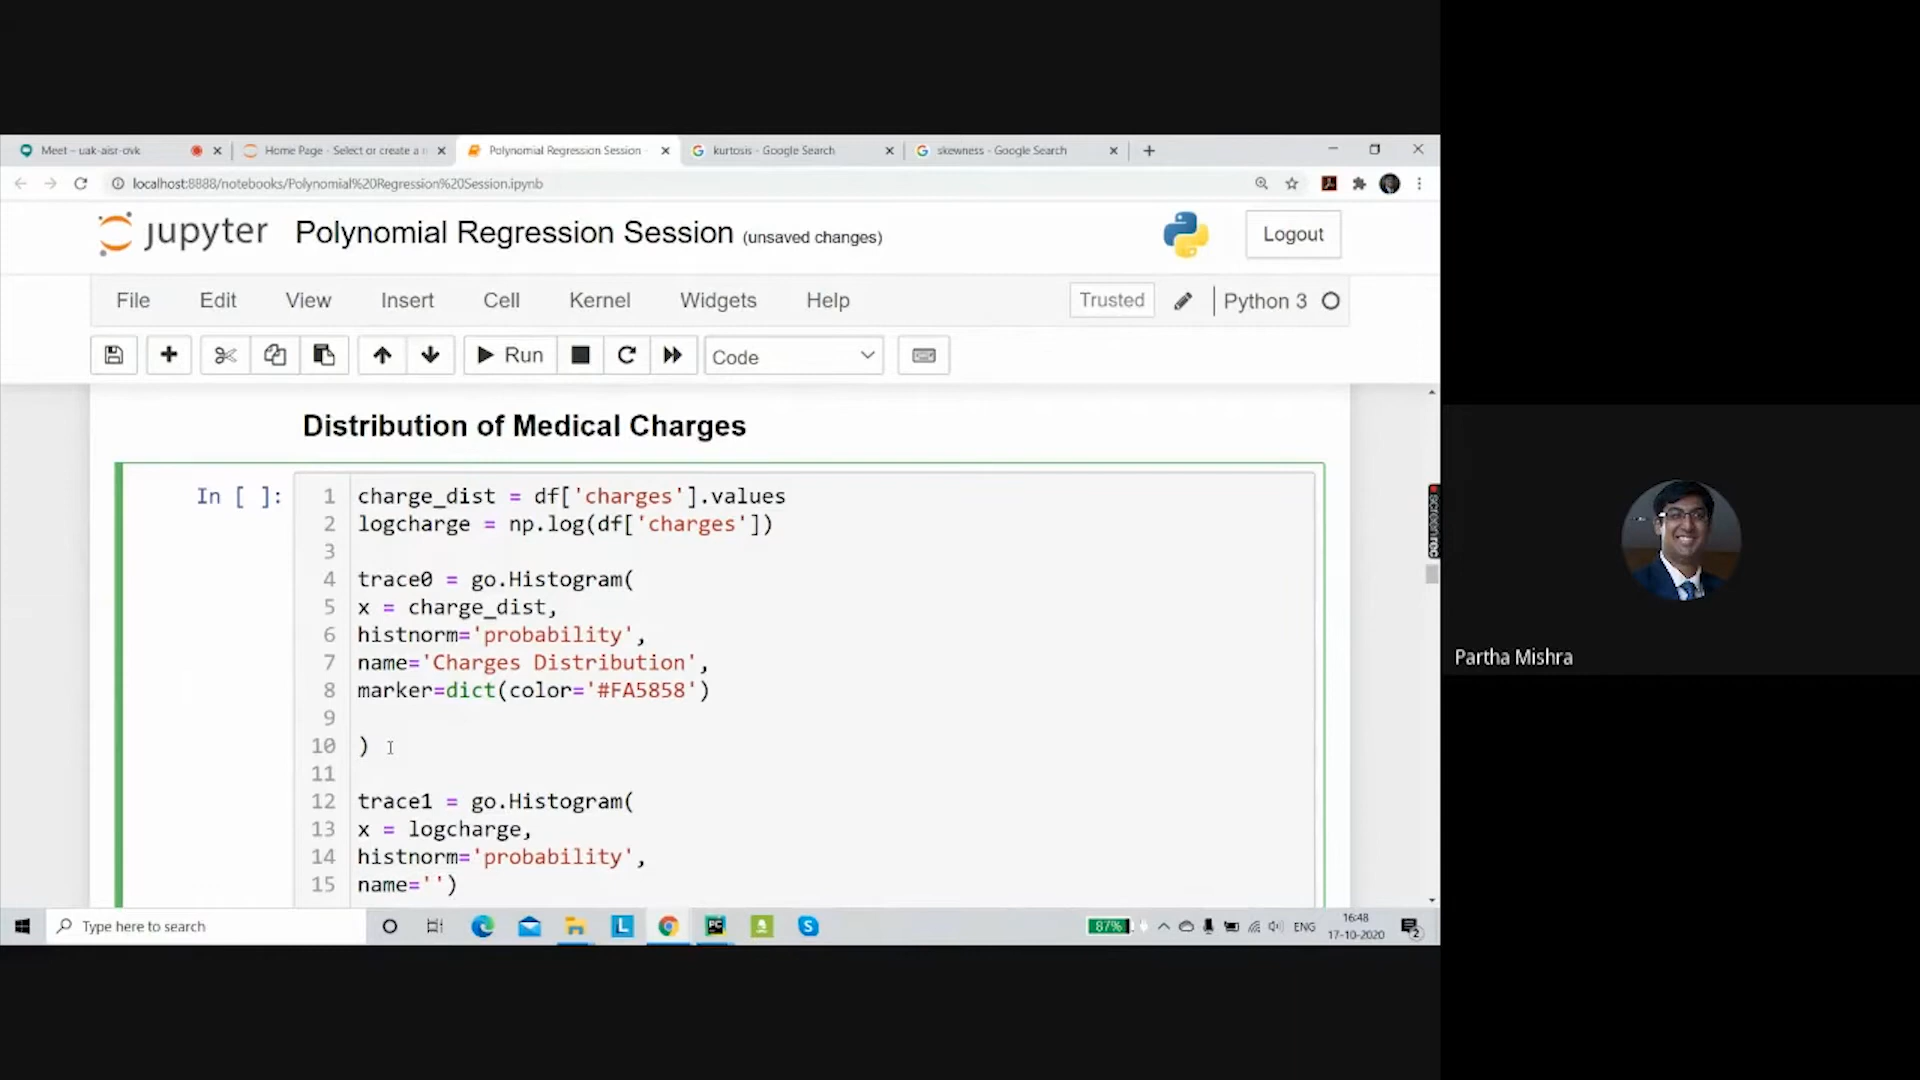 Meet - uak-aisr-ovk
Home Page - Select or create a
Polynomial Regression Session
kurtosis - Google Search
skewness - Google Search
localhost:8888/notebooks/Polynomial%20Regression%20Session.ipynb
jupyter
Polynomial Regression Session (unsaved changes)
Logout
File Edit View Insert Cell Kernel Widgets Help
Trusted
Python 3
Run
Code
Distribution of Medical Charges
In [ ]:
1 charge_dist = df['charges'].values
2 logcharge = np.log(df['charges'])
3
4 trace0 = go.Histogram(
5 x = charge_dist,
6 histnorm='probability',
7 name='Charges Distribution',
8 marker=dict(color='#FA5858')
9
10 )
11
12 trace1 = go.Histogram(
13 x = logcharge,
14 histnorm='probability',
15 name='')
screenrec
Partha Mishra
Type here to search
87%
ENG
16:48
17-10-2020
2